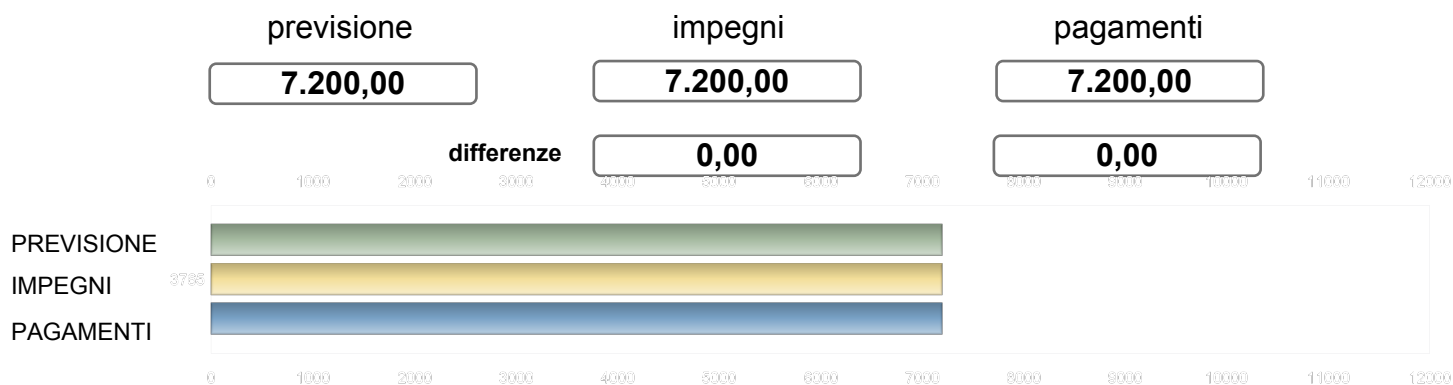 previsione impegni pagamenti
7.200,00 7.200,00 7.200,00
differenze 0,00 0,00
0 1000 2000 3000 4000 5000 6000 7000 8000 9000 10000 11000 12000
PREVISIONE
IMPEGNI 3765
PAGAMENTI
0 1000 2000 3000 4000 5000 6000 7000 8000 9000 10000 11000 12000